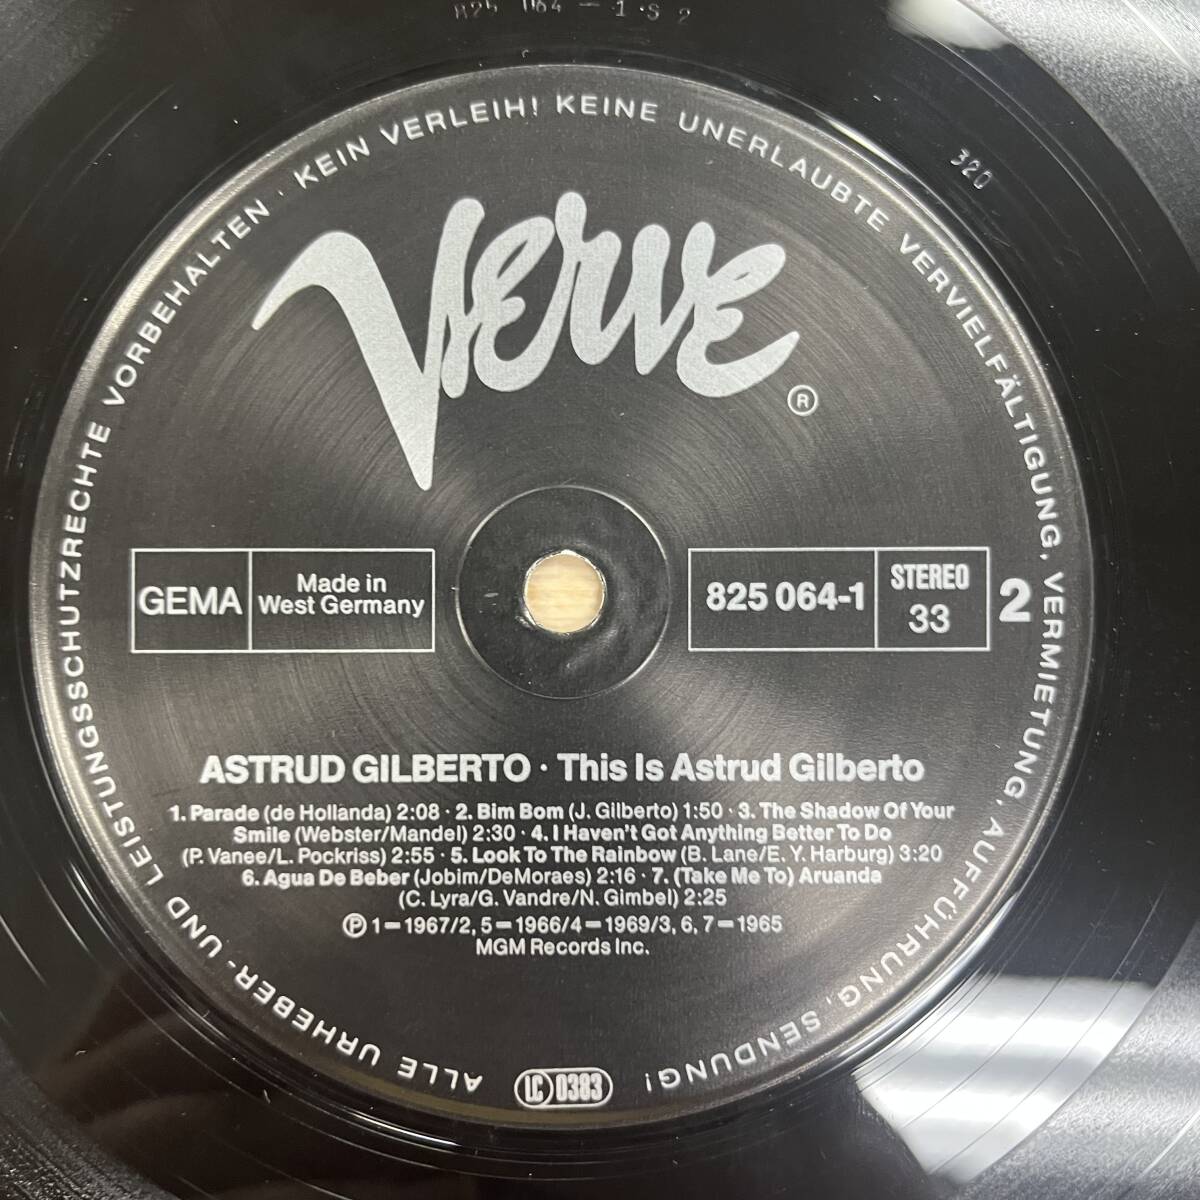 825 064 - 1 S 2
320
ALLE URHEBER- UND LEISTUNGSSCHUTZRECHTE VORBEHALTEN · KEIN VERLEIH! KEINE UNERLAUBTE VERVIELFÄLTIGUNG, VERMIETUNG, AUFFÜHRUNG, SENDUNG!
Verve
®
GEMA
Made in
West Germany
825 064-1
STEREO
33
2
ASTRUD GILBERTO · This Is Astrud Gilberto
1. Parade (de Hollanda) 2:08 · 2. Bim Bom (J. Gilberto) 1:50 · 3. The Shadow Of Your
Smile (Webster/Mandel) 2:30 · 4. I Haven't Got Anything Better To Do
(P. Vanee/L. Pockriss) 2:55 · 5. Look To The Rainbow (B. Lane/E. Y. Harburg) 3:20
6. Agua De Beber (Jobim/DeMoraes) 2:16 · 7. (Take Me To) Aruanda
(C. Lyra/G. Vandre/N. Gimbel) 2:25
℗ 1–1967/2, 5–1966/4–1969/3, 6, 7–1965
MGM Records Inc.
LC 0383